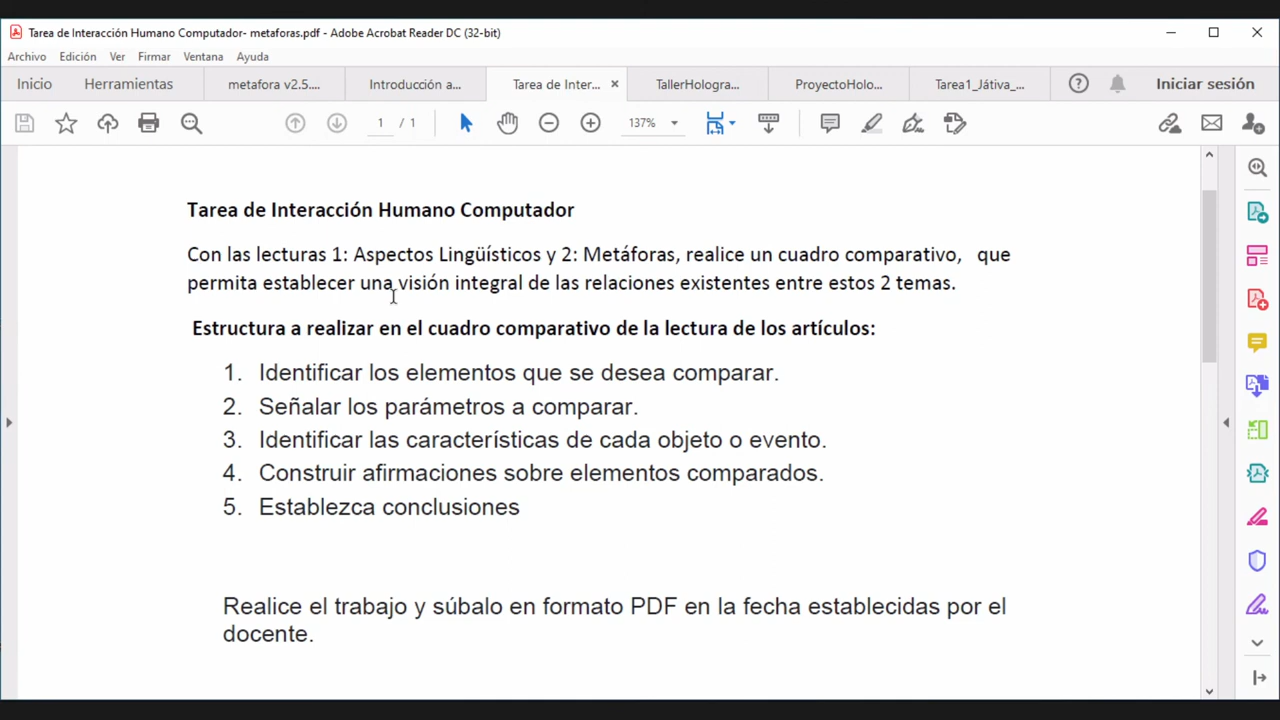 Tarea de Interacción Humano Computador- metaforas.pdf - Adobe Acrobat Reader DC (32-bit)
Archivo Edición Ver Firmar Ventana Ayuda
Inicio Herramientas metafora v2.5.... Introducción a... Tarea de Inter... TallerHologra... ProyectoHolo... Tarea1_Játiva_... Iniciar sesión
1 / 1 137%
Tarea de Interacción Humano Computador
Con las lecturas 1: Aspectos Lingüísticos y 2: Metáforas, realice un cuadro comparativo, que
permita establecer una visión integral de las relaciones existentes entre estos 2 temas.
Estructura a realizar en el cuadro comparativo de la lectura de los artículos:
1. Identificar los elementos que se desea comparar.
2. Señalar los parámetros a comparar.
3. Identificar las características de cada objeto o evento.
4. Construir afirmaciones sobre elementos comparados.
5. Establezca conclusiones
Realice el trabajo y súbalo en formato PDF en la fecha establecidas por el
docente.